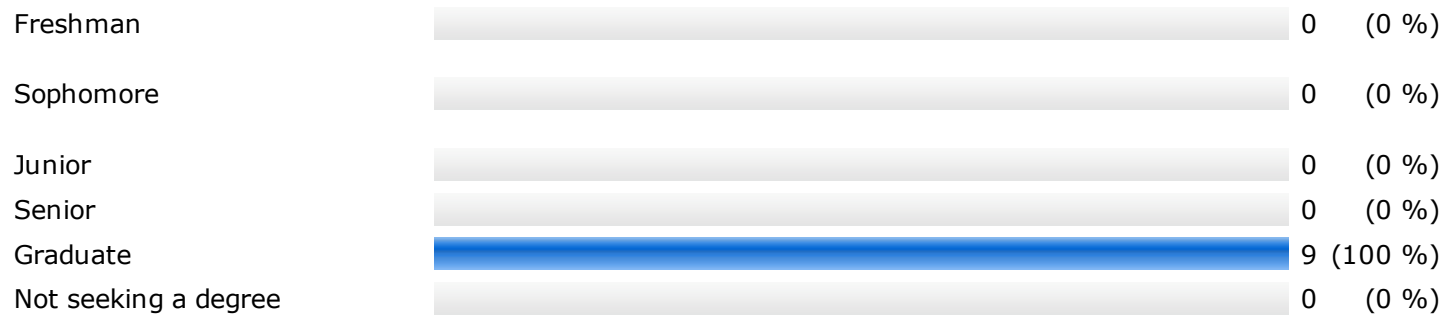 Freshman 0 (0 %)
Sophomore 0 (0 %)
Junior 0 (0 %)
Senior 0 (0 %)
Graduate 9 (100 %)
Not seeking a degree 0 (0 %)